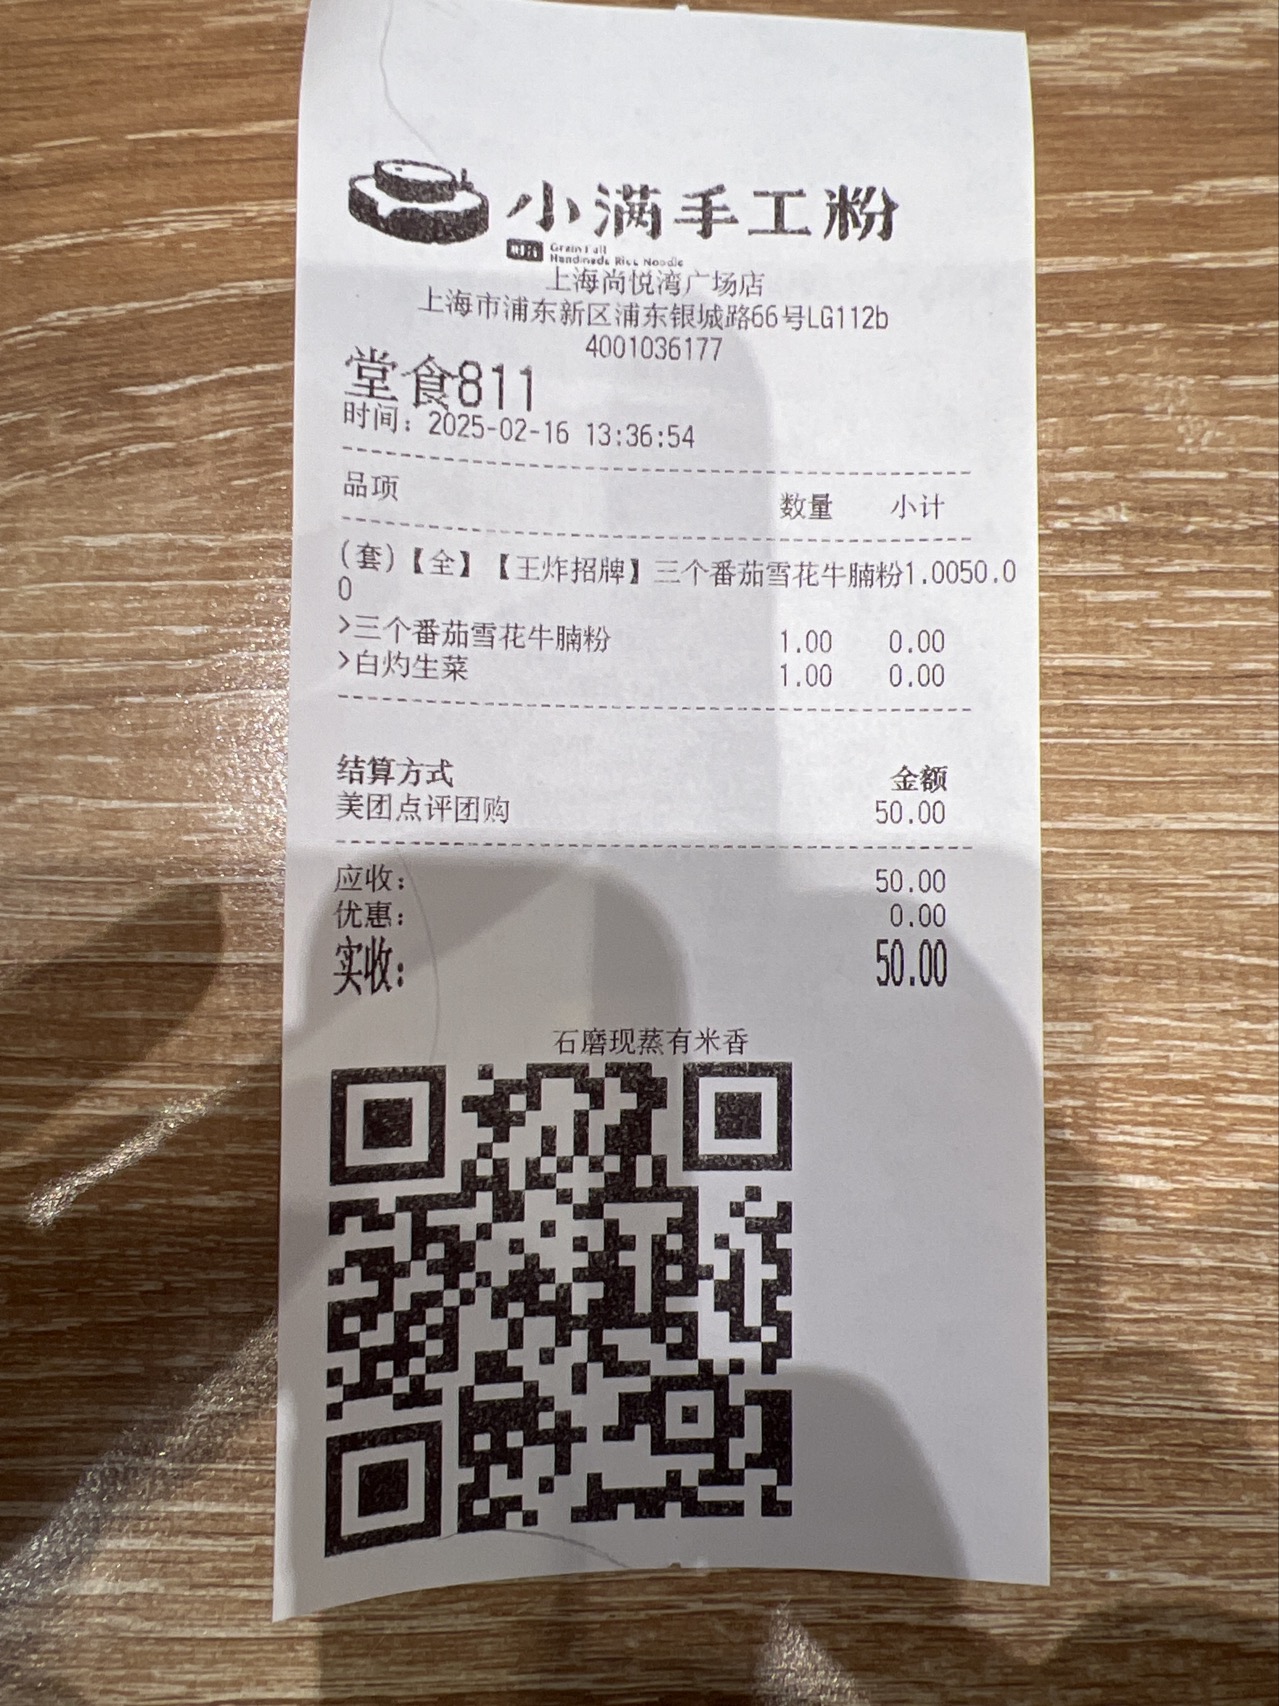 小满手工粉
Grain Full
Handmade Rice Noodle
上海尚悦湾广场店
上海市浦东新区浦东银城路66号LG112b
4001036177
堂食811
时间：2025-02-16 13:36:54
品项 数量 小计
(套)【全】【王炸招牌】三个番茄雪花牛腩粉1.0050.0
0
>三个番茄雪花牛腩粉 1.00 0.00
>白灼生菜 1.00 0.00
结算方式 金额
美团点评团购 50.00
应收： 50.00
优惠： 0.00
实收： 50.00
石磨现蒸有米香